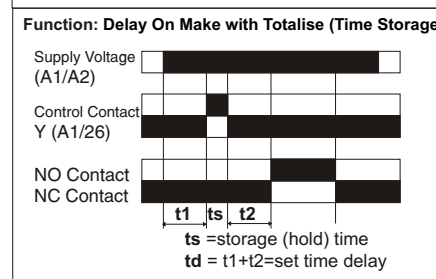 Function: Delay On Make with Totalise (Time Storage
Supply Voltage
(A1/A2)
Control Contact
Y (A1/26)
NO Contact
NC Contact
t1 ts t2
ts =storage (hold) time
td = t1+t2=set time delay